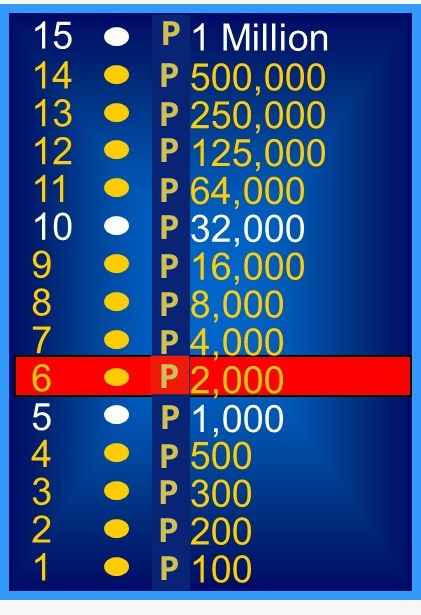 15 P 1 Million
14 P 500,000
13 P 250,000
12 P 125,000
11 P 64,000
10 P 32,000
9 P 16,000
8 P 8,000
7 P 4,000
6 P 2,000
5 P 1,000
4 P 500
3 P 300
2 P 200
1 P 100